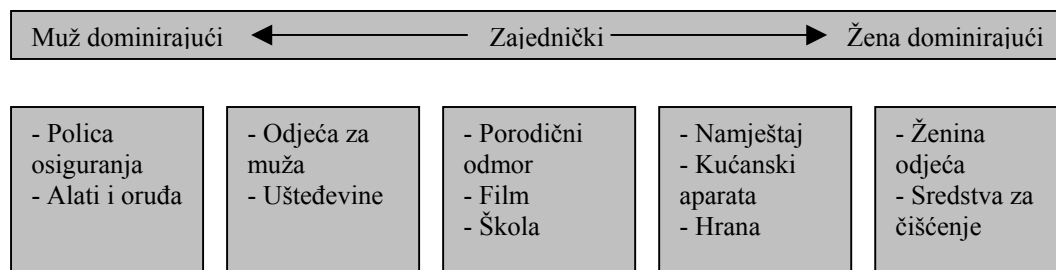 Muž dominirajući Zajednički Žena dominirajući
- Polica
osiguranja
- Alati i oruđa
- Odjeća za
muža
- Ušteđevine
- Porodični
odmor
- Film
- Škola
- Namještaj
- Kućanski
aparata
- Hrana
- Ženina
odjeća
- Sredstva za
čišćenje